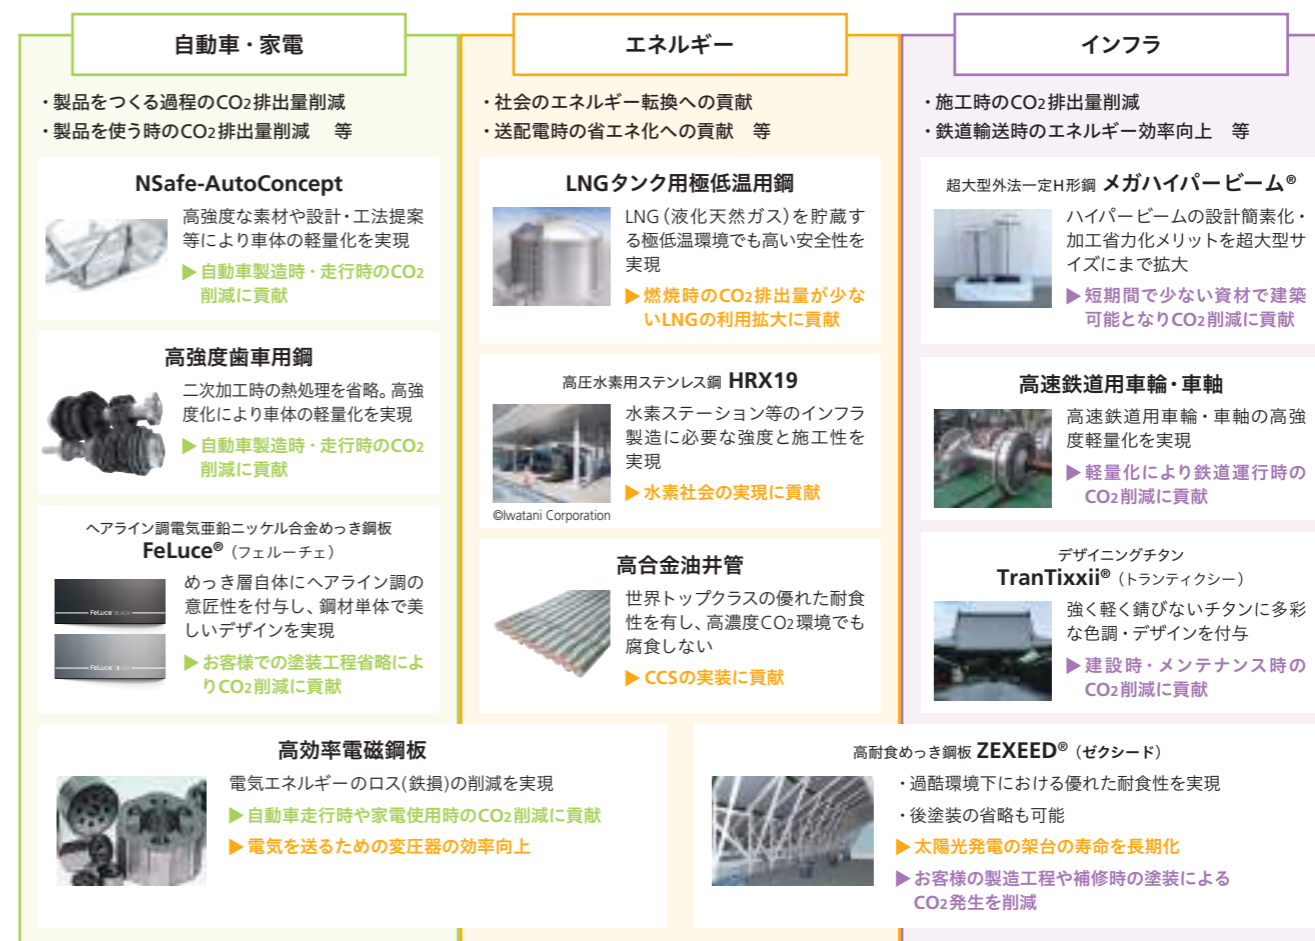 自動車・家電
・製品をつくる過程のCO2排出量削減
・製品を使う時のCO2排出量削減　等
NSafe-AutoConcept
高強度な素材や設計・工法提案
等により車体の軽量化を実現
▶自動車製造時・走行時のCO2
削減に貢献
高強度歯車用鋼
二次加工時の熱処理を省略。高強
度化により車体の軽量化を実現
▶自動車製造時・走行時のCO2
削減に貢献
ヘアライン調電気亜鉛ニッケル合金めっき鋼板
FeLuce®（フェルーチェ）
FeLuce BLACK
FeLuce
めっき層自体にヘアライン調の
意匠性を付与し、鋼材単体で美
しいデザインを実現
▶お客様での塗装工程省略によ
りCO2削減に貢献
エネルギー
・社会のエネルギー転換への貢献
・送配電時の省エネ化への貢献　等
LNGタンク用極低温用鋼
LNG（液化天然ガス）を貯蔵す
る極低温環境でも高い安全性を
実現
▶燃焼時のCO2排出量が少な
いLNGの利用拡大に貢献
高圧水素用ステンレス鋼 HRX19
水素ステーション等のインフラ
製造に必要な強度と施工性を
実現
▶水素社会の実現に貢献
©Iwatani Corporation
高合金油井管
世界トップクラスの優れた耐食
性を有し、高濃度CO2環境でも
腐食しない
▶CCSの実装に貢献
インフラ
・施工時のCO2排出量削減
・鉄道輸送時のエネルギー効率向上　等
超大型外法一定H形鋼 メガハイパービーム®
ハイパービームの設計簡素化・
加工省力化メリットを超大型サ
イズにまで拡大
▶短期間で少ない資材で建築
可能となりCO2削減に貢献
高速鉄道用車輪・車軸
高速鉄道用車輪・車軸の高強
度軽量化を実現
▶軽量化により鉄道運行時の
CO2削減に貢献
デザイニングチタン
TranTixxii®（トランティクシー）
強く軽く錆びないチタンに多彩
な色調・デザインを付与
▶建設時・メンテナンス時の
CO2削減に貢献
高効率電磁鋼板
電気エネルギーのロス(鉄損)の削減を実現
▶自動車走行時や家電使用時のCO2削減に貢献
▶電気を送るための変圧器の効率向上
高耐食めっき鋼板 ZEXEED®（ゼクシード）
・過酷環境下における優れた耐食性を実現
・後塗装の省略も可能
▶太陽光発電の架台の寿命を長期化
▶お客様の製造工程や補修時の塗装による
CO2発生を削減